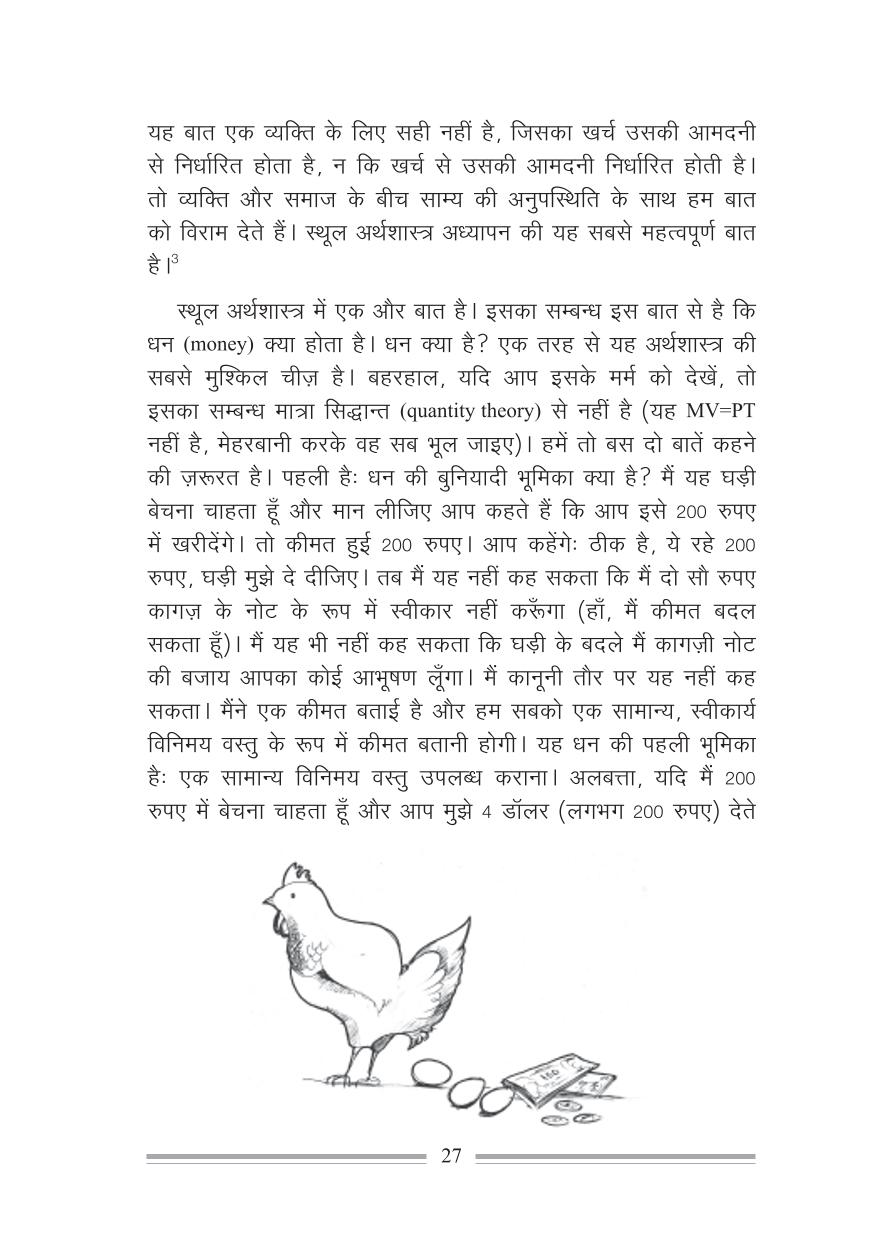 यह बात एक व्यक्ति के लिए सही नहीं है, जिसका खर्च उसकी आमदनी
से निर्धारित होता है, न कि खर्च से उसकी आमदनी निर्धारित होती है।
तो व्यक्ति और समाज के बीच साम्य की अनुपस्थिति के साथ हम बात
को विराम देते हैं। स्थूल अर्थशास्त्र अध्यापन की यह सबसे महत्वपूर्ण बात
है।³
स्थूल अर्थशास्त्र में एक और बात है। इसका सम्बन्ध इस बात से है कि
धन (money) क्या होता है। धन क्या है? एक तरह से यह अर्थशास्त्र की
सबसे मुश्किल चीज़ है। बहरहाल, यदि आप इसके मर्म को देखें, तो
इसका सम्बन्ध मात्रा सिद्धान्त (quantity theory) से नहीं है (यह MV=PT
नहीं है, मेहरबानी करके वह सब भूल जाइए)। हमें तो बस दो बातें कहने
की ज़रूरत है। पहली हैः धन की बुनियादी भूमिका क्या है? मैं यह घड़ी
बेचना चाहता हूँ और मान लीजिए आप कहते हैं कि आप इसे 200 रुपए
में खरीदेंगे। तो कीमत हुई 200 रुपए। आप कहेंगेः ठीक है, ये रहे 200
रुपए, घड़ी मुझे दे दीजिए। तब मैं यह नहीं कह सकता कि मैं दो सौ रुपए
कागज़ के नोट के रूप में स्वीकार नहीं करूँगा (हाँ, मैं कीमत बदल
सकता हूँ)। मैं यह भी नहीं कह सकता कि घड़ी के बदले मैं कागज़ी नोट
की बजाय आपका कोई आभूषण लूँगा। मैं कानूनी तौर पर यह नहीं कह
सकता। मैंने एक कीमत बताई है और हम सबको एक सामान्य, स्वीकार्य
विनिमय वस्तु के रूप में कीमत बतानी होगी। यह धन की पहली भूमिका
हैः एक सामान्य विनिमय वस्तु उपलब्ध कराना। अलबत्ता, यदि मैं 200
रुपए में बेचना चाहता हूँ और आप मुझे 4 डॉलर (लगभग 200 रुपए) देते
100
27